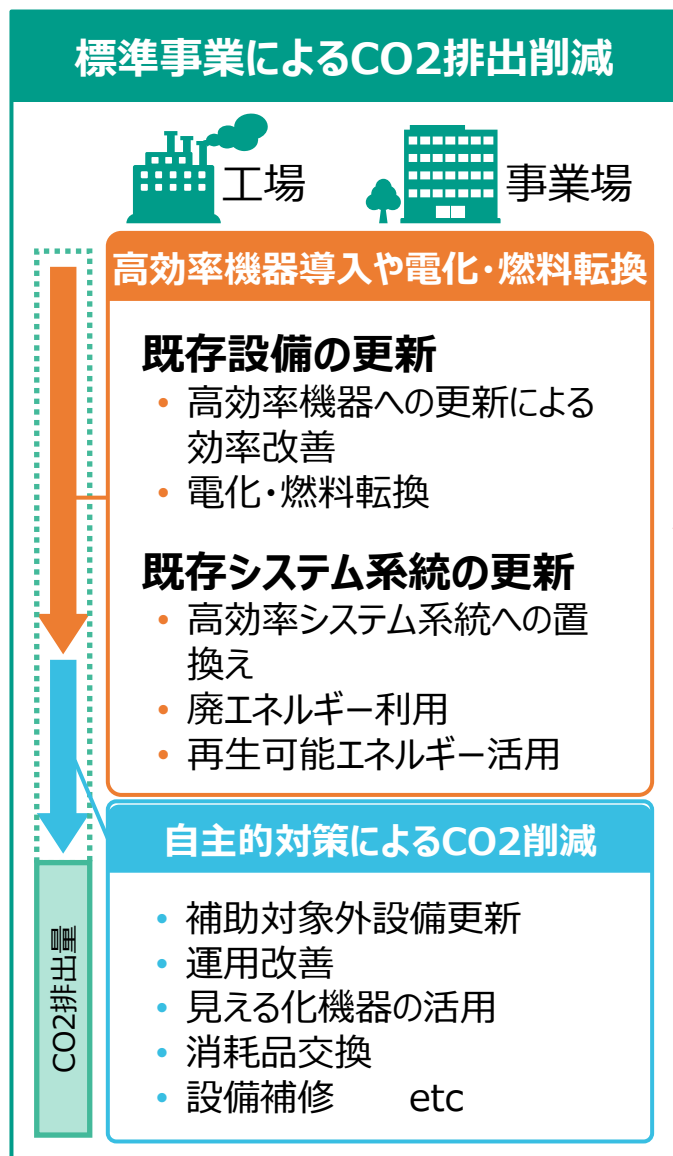 標準事業によるCO2排出削減
工場
事業場
高効率機器導入や電化・燃料転換
既存設備の更新
• 高効率機器への更新による
効率改善
• 電化・燃料転換
既存システム系統の更新
• 高効率システム系統への置
換え
• 廃エネルギー利用
• 再生可能エネルギー活用
自主的対策によるCO2削減
• 補助対象外設備更新
• 運用改善
• 見える化機器の活用
• 消耗品交換
• 設備補修 etc
CO2排出量